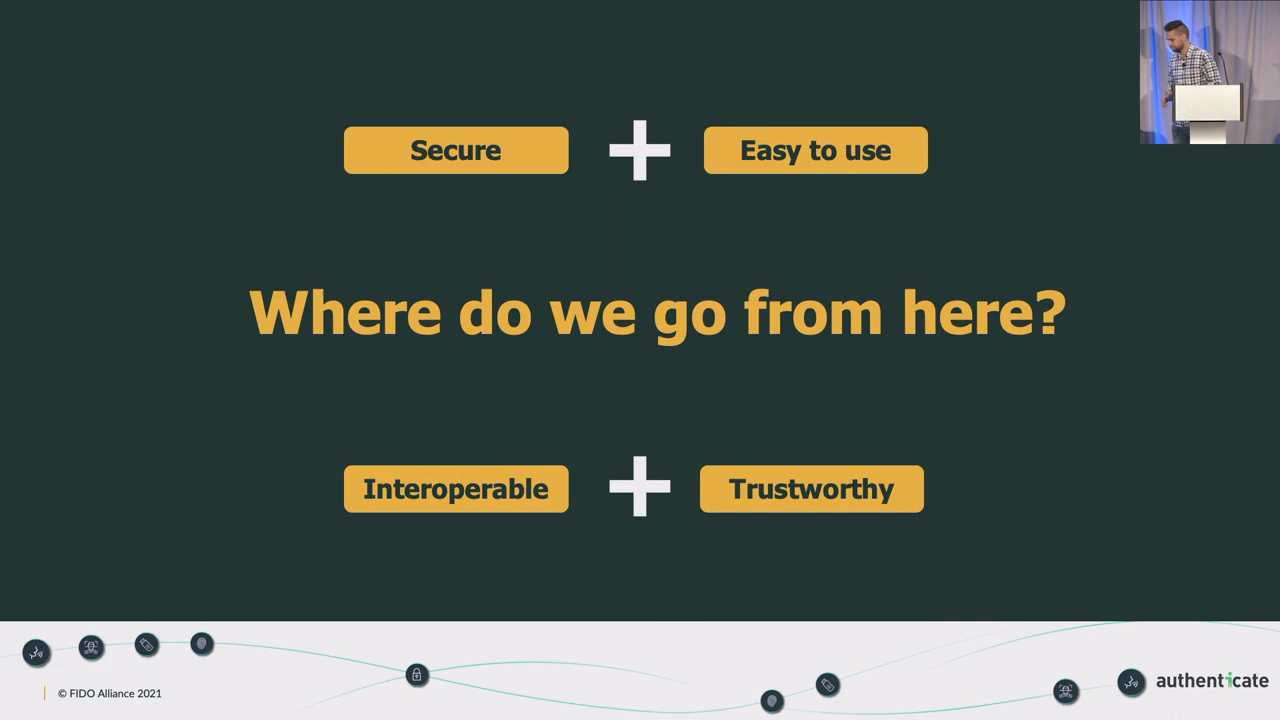 Secure
+
Easy to use
Where do we go from here?
Interoperable
+
Trustworthy
© FIDO Alliance 2021
authenticate